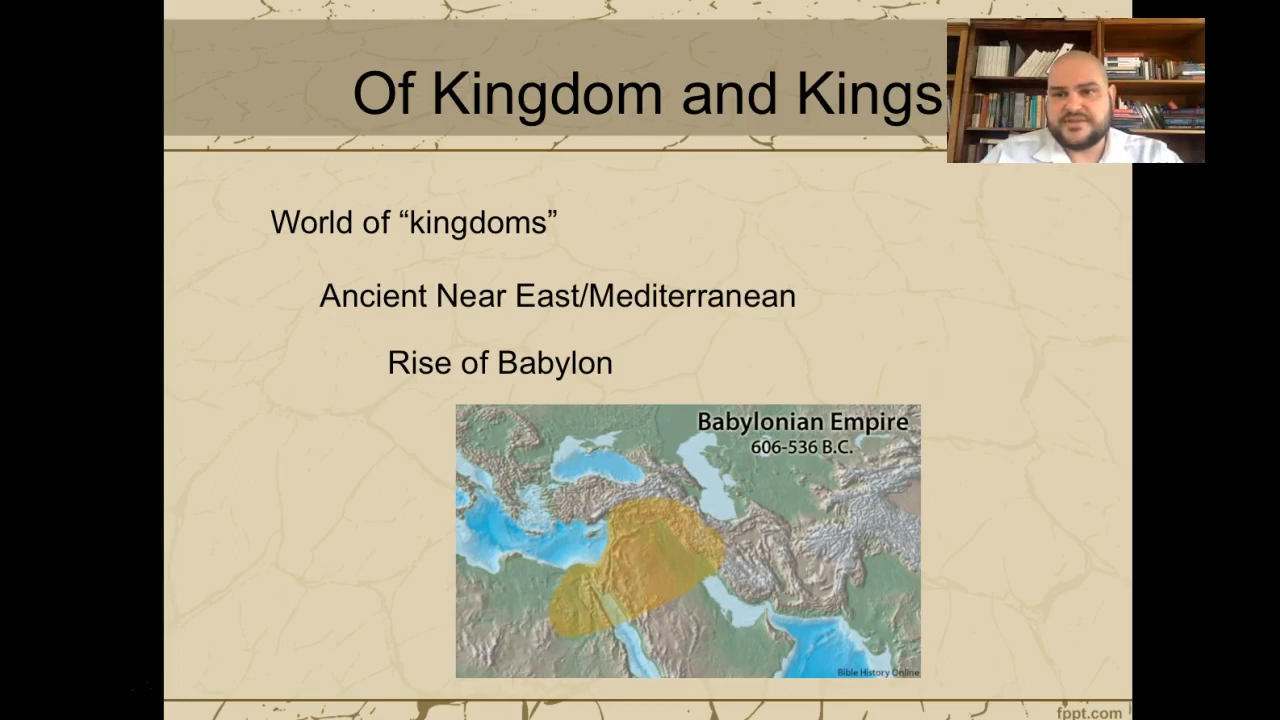 Of Kingdom and Kings
World of “kingdoms”
Ancient Near East/Mediterranean
Rise of Babylon
Babylonian Empire
606-536 B.C.
Bible History Online
fppt.com